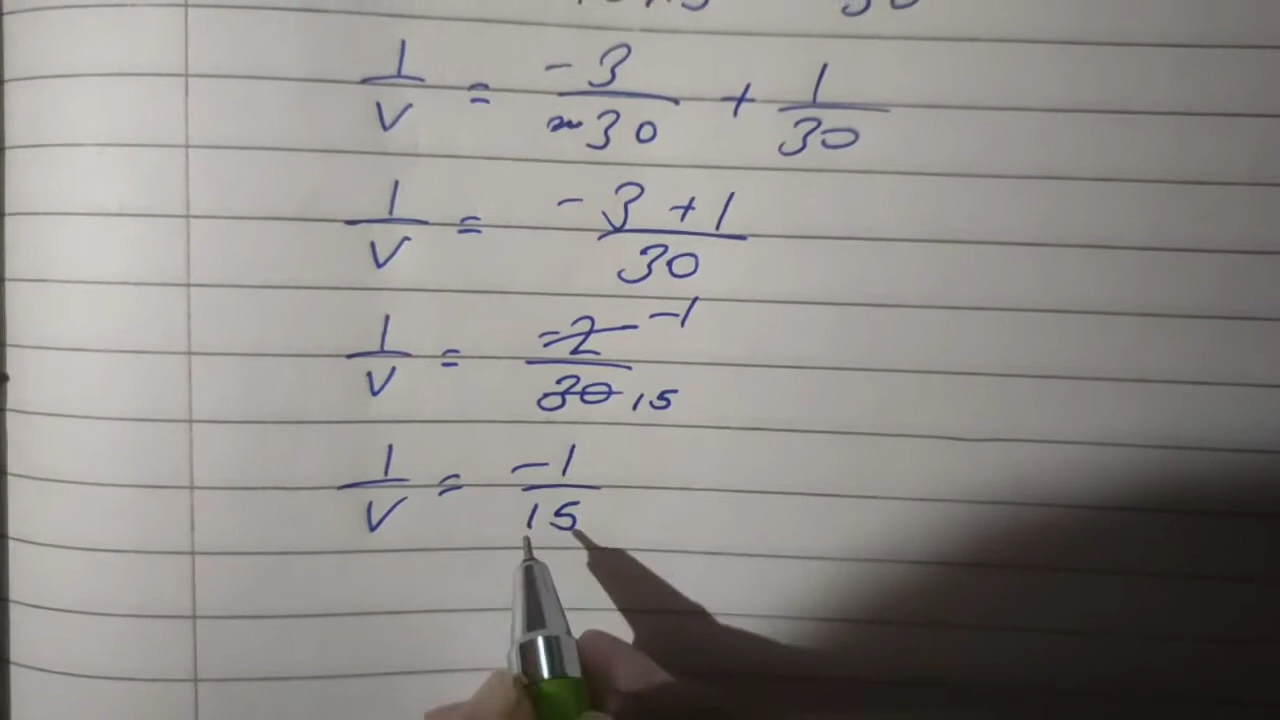 1/v = -3/-30 + 1/30
1/v = -3+1/30
1/v = -2/30 -1/15
1/v = -1/15